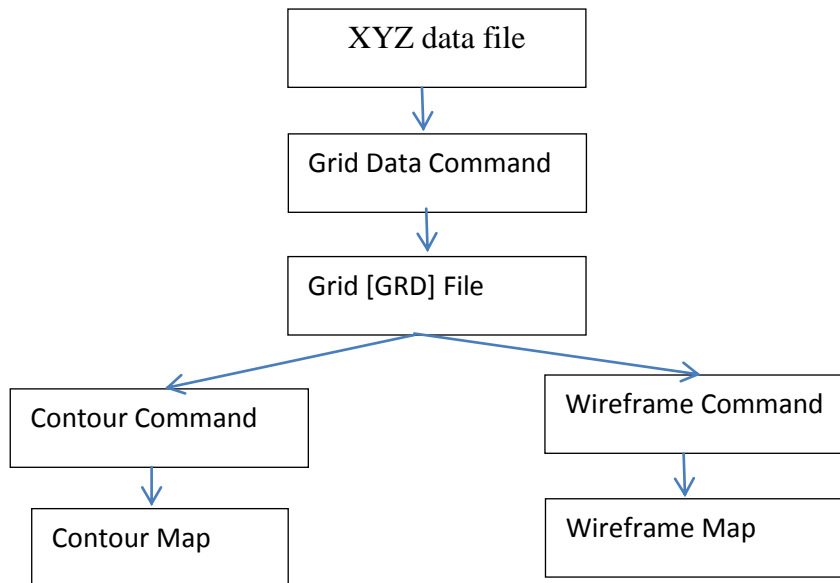 XYZ data file
Grid Data Command
Grid [GRD] File
Contour Command
Wireframe Command
Contour Map
Wireframe Map